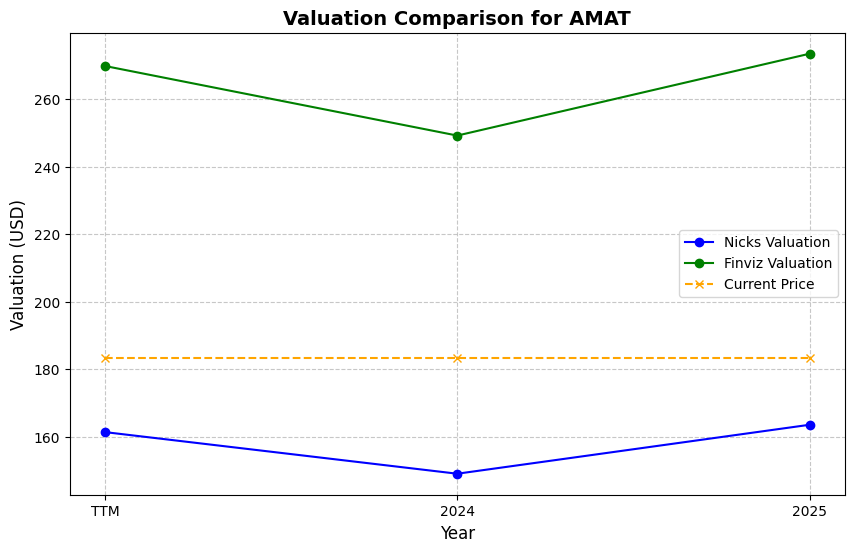 Valuation Comparison for AMAT
Valuation (USD)
260
240
220
200
180
160
Nicks Valuation
Finviz Valuation
Current Price
TTM
2024
2025
Year